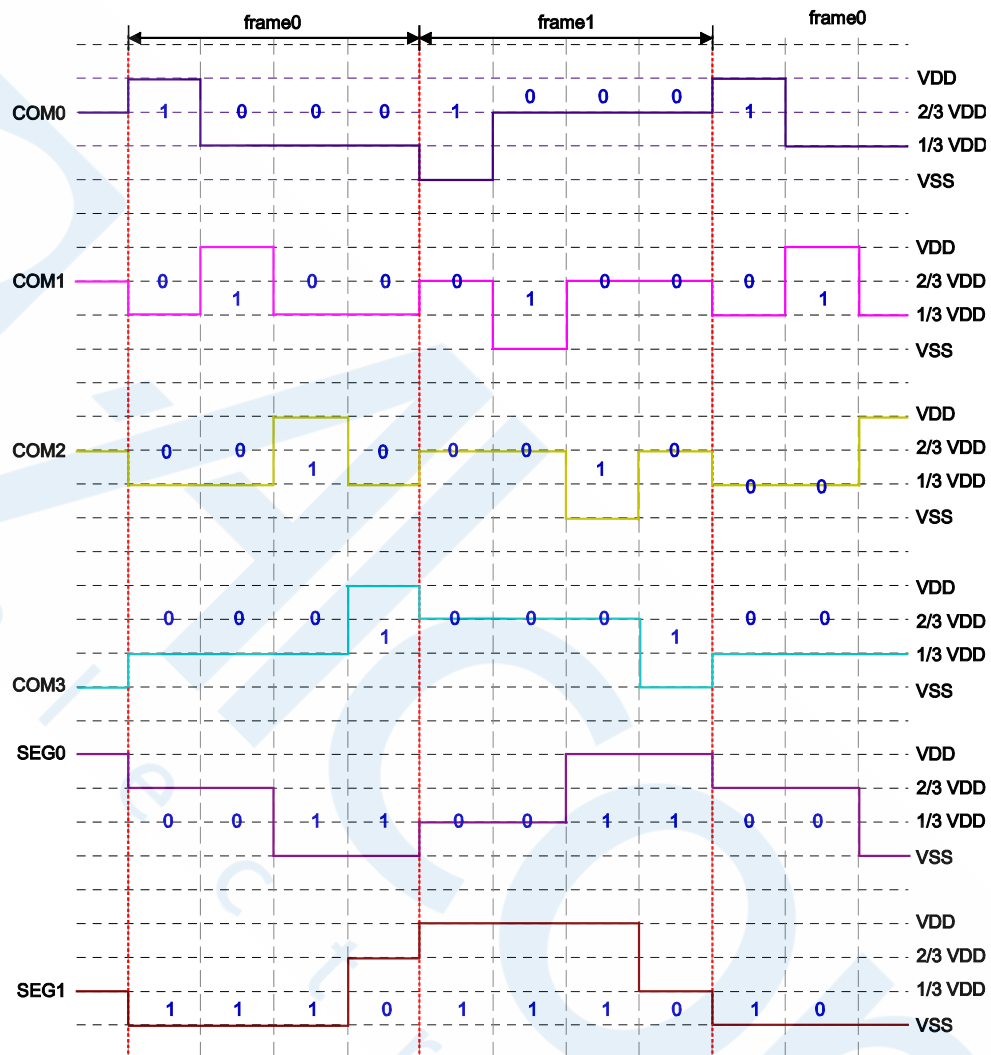 frame0 frame1 frame0
VDD
COM0 1 0 0 0 1 0 0 0 1 2/3 VDD
1/3 VDD
VSS
VDD
COM1 0 1 0 0 0 1 0 0 0 1 2/3 VDD
1/3 VDD
VSS
VDD
COM2 0 0 1 0 0 0 1 0 0 0 2/3 VDD
1/3 VDD
VSS
VDD
0 0 0 1 0 0 0 1 0 0 2/3 VDD
1/3 VDD
COM3 VSS
SEG0 VDD
2/3 VDD
0 0 1 1 0 0 1 1 0 0 1/3 VDD
VSS
VDD
2/3 VDD
SEG1 1/3 VDD
1 1 1 0 1 1 1 0 1 0 VSS